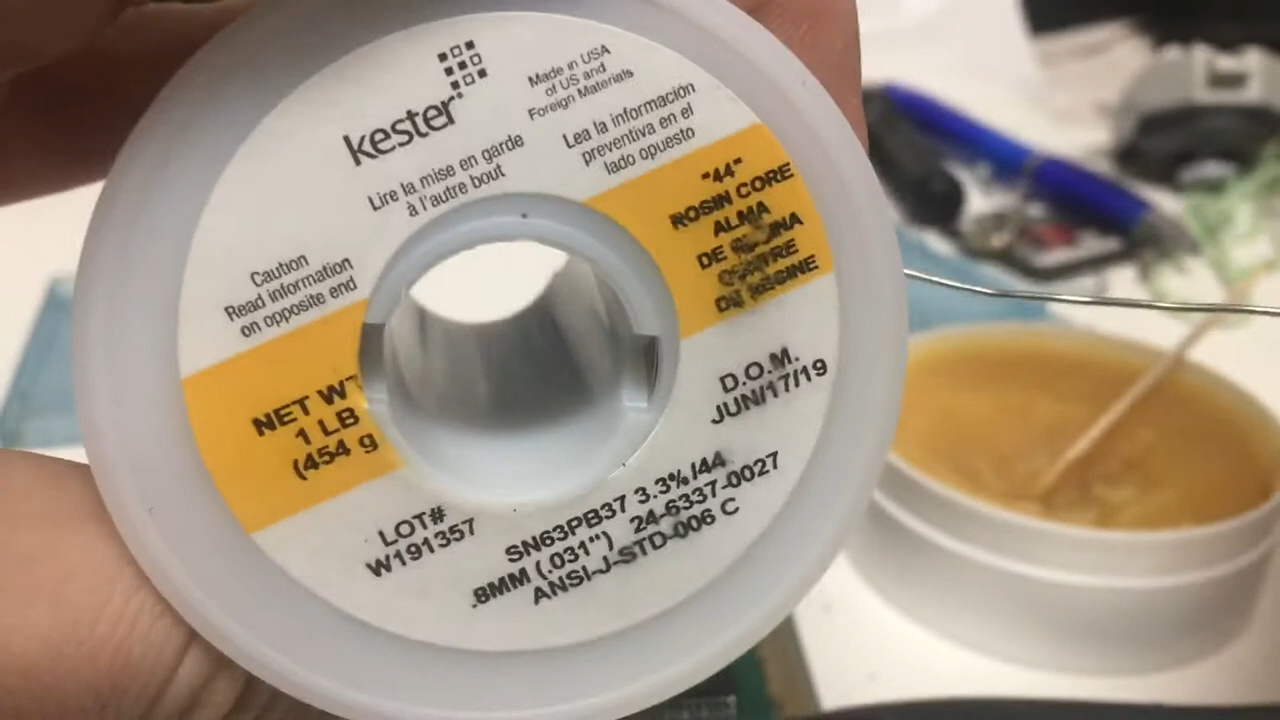 kester
Made in USA
of US and
Foreign Materials
Lire la mise en garde
à l'autre bout
Lea la información
preventiva en el
lado opuesto
Caution
Read information
on opposite end
"44"
ROSIN CORE
ALMA
DE
DE
NET WT
1 LB
(454 g
D.O.M.
JUN/17/19
LOT#
W191357
SN63PB37 3.3%/44
.8MM (.031") 24-6337-0027
ANSI-J-STD-006 C